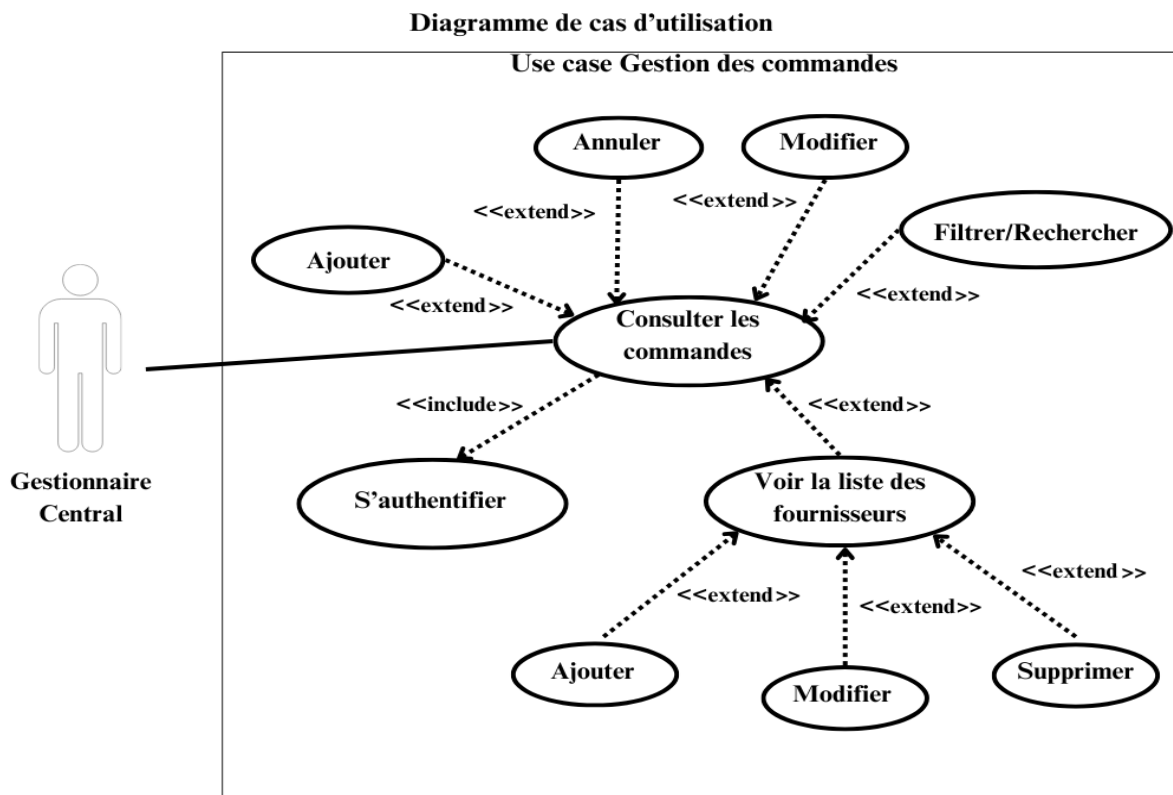 Diagramme de cas d'utilisation
Use case Gestion des commandes
Annuler
Modifier
<<extend>>
<<extend>>
Filtrer/Rechercher
Ajouter
<<extend>>
<<extend>>
Consulter les
commandes
<<include>>
<<extend>>
Gestionnaire
Central
S'authentifier
Voir la liste des
fournisseurs
<<extend>>
<<extend>>
<<extend>>
Ajouter
Modifier
Supprimer